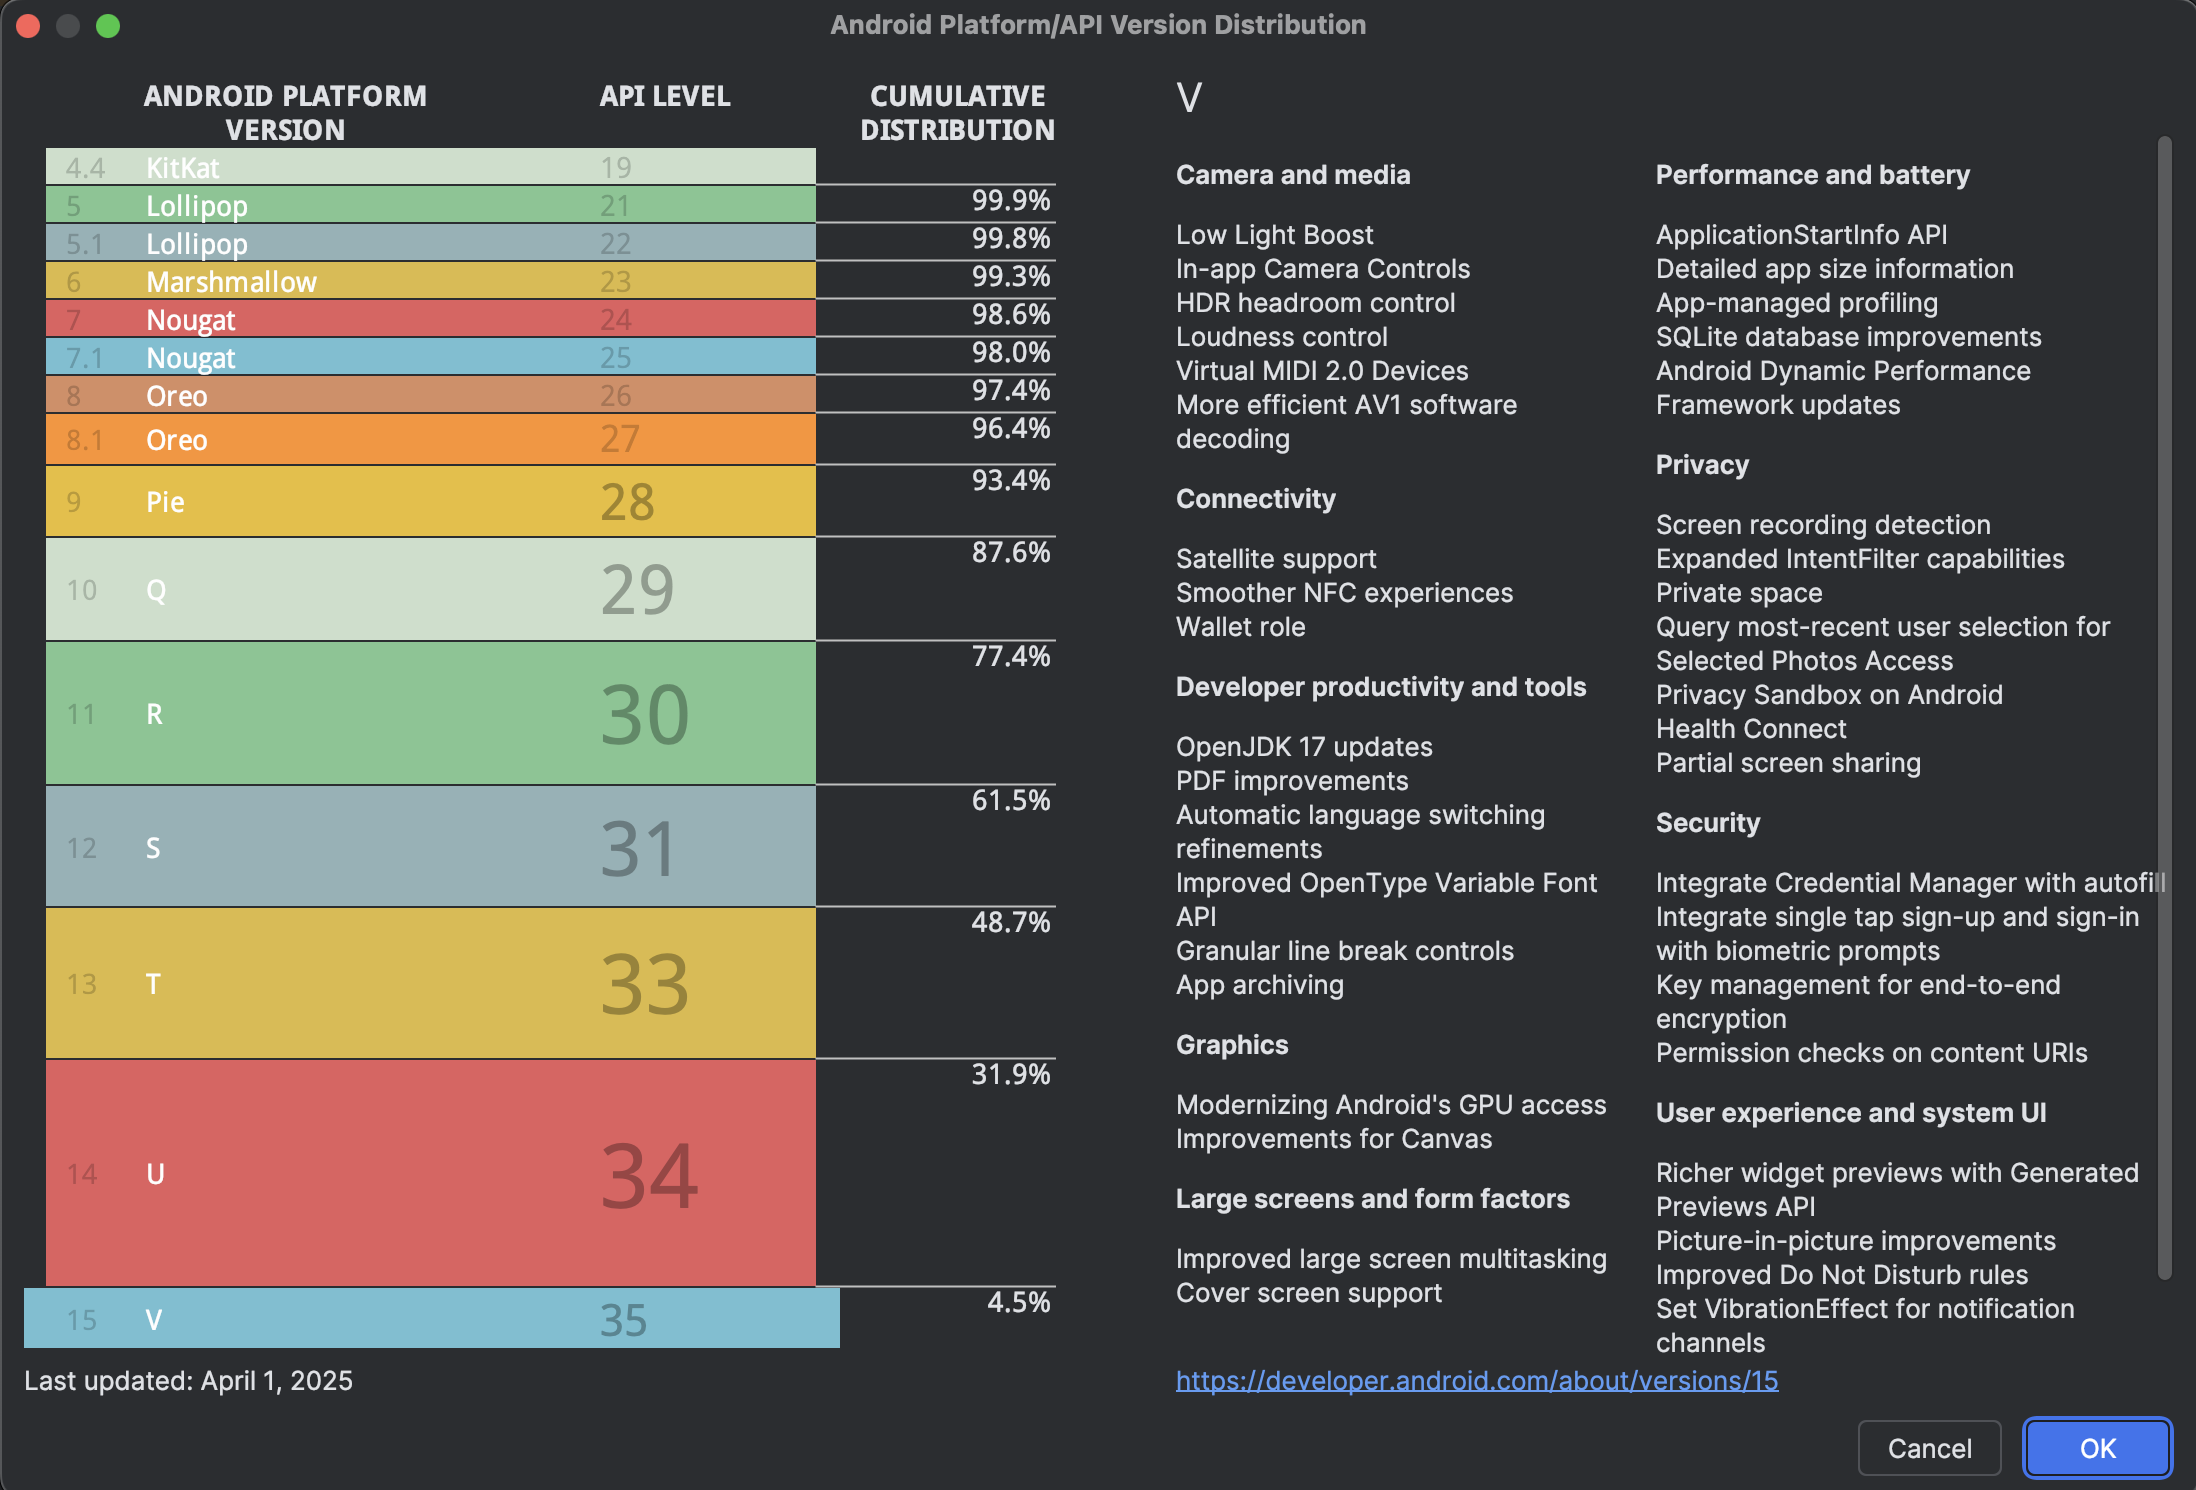 Android Platform/API Version Distribution
ANDROID PLATFORM
VERSION
API LEVEL
CUMULATIVE
DISTRIBUTION
4.4 KitKat 19
99.9%
5 Lollipop 21
99.8%
5.1 Lollipop 22
99.3%
6 Marshmallow 23
98.6%
7 Nougat 24
98.0%
7.1 Nougat 25
97.4%
8 Oreo 26
96.4%
8.1 Oreo 27
93.4%
9 Pie 28
87.6%
10 Q 29
77.4%
11 R 30
61.5%
12 S 31
48.7%
13 T 33
31.9%
14 U 34
4.5%
15 V 35
Last updated: April 1, 2025
V
Camera and media
Low Light Boost
In-app Camera Controls
HDR headroom control
Loudness control
Virtual MIDI 2.0 Devices
More efficient AV1 software
decoding
Connectivity
Satellite support
Smoother NFC experiences
Wallet role
Developer productivity and tools
OpenJDK 17 updates
PDF improvements
Automatic language switching
refinements
Improved OpenType Variable Font
API
Granular line break controls
App archiving
Graphics
Modernizing Android's GPU access
Improvements for Canvas
Large screens and form factors
Improved large screen multitasking
Cover screen support
Performance and battery
ApplicationStartInfo API
Detailed app size information
App-managed profiling
SQLite database improvements
Android Dynamic Performance
Framework updates
Privacy
Screen recording detection
Expanded IntentFilter capabilities
Private space
Query most-recent user selection for
Selected Photos Access
Privacy Sandbox on Android
Health Connect
Partial screen sharing
Security
Integrate Credential Manager with autofill
Integrate single tap sign-up and sign-in
with biometric prompts
Key management for end-to-end
encryption
Permission checks on content URIs
User experience and system UI
Richer widget previews with Generated
Previews API
Picture-in-picture improvements
Improved Do Not Disturb rules
Set VibrationEffect for notification
channels
https://developer.android.com/about/versions/15
Cancel
OK